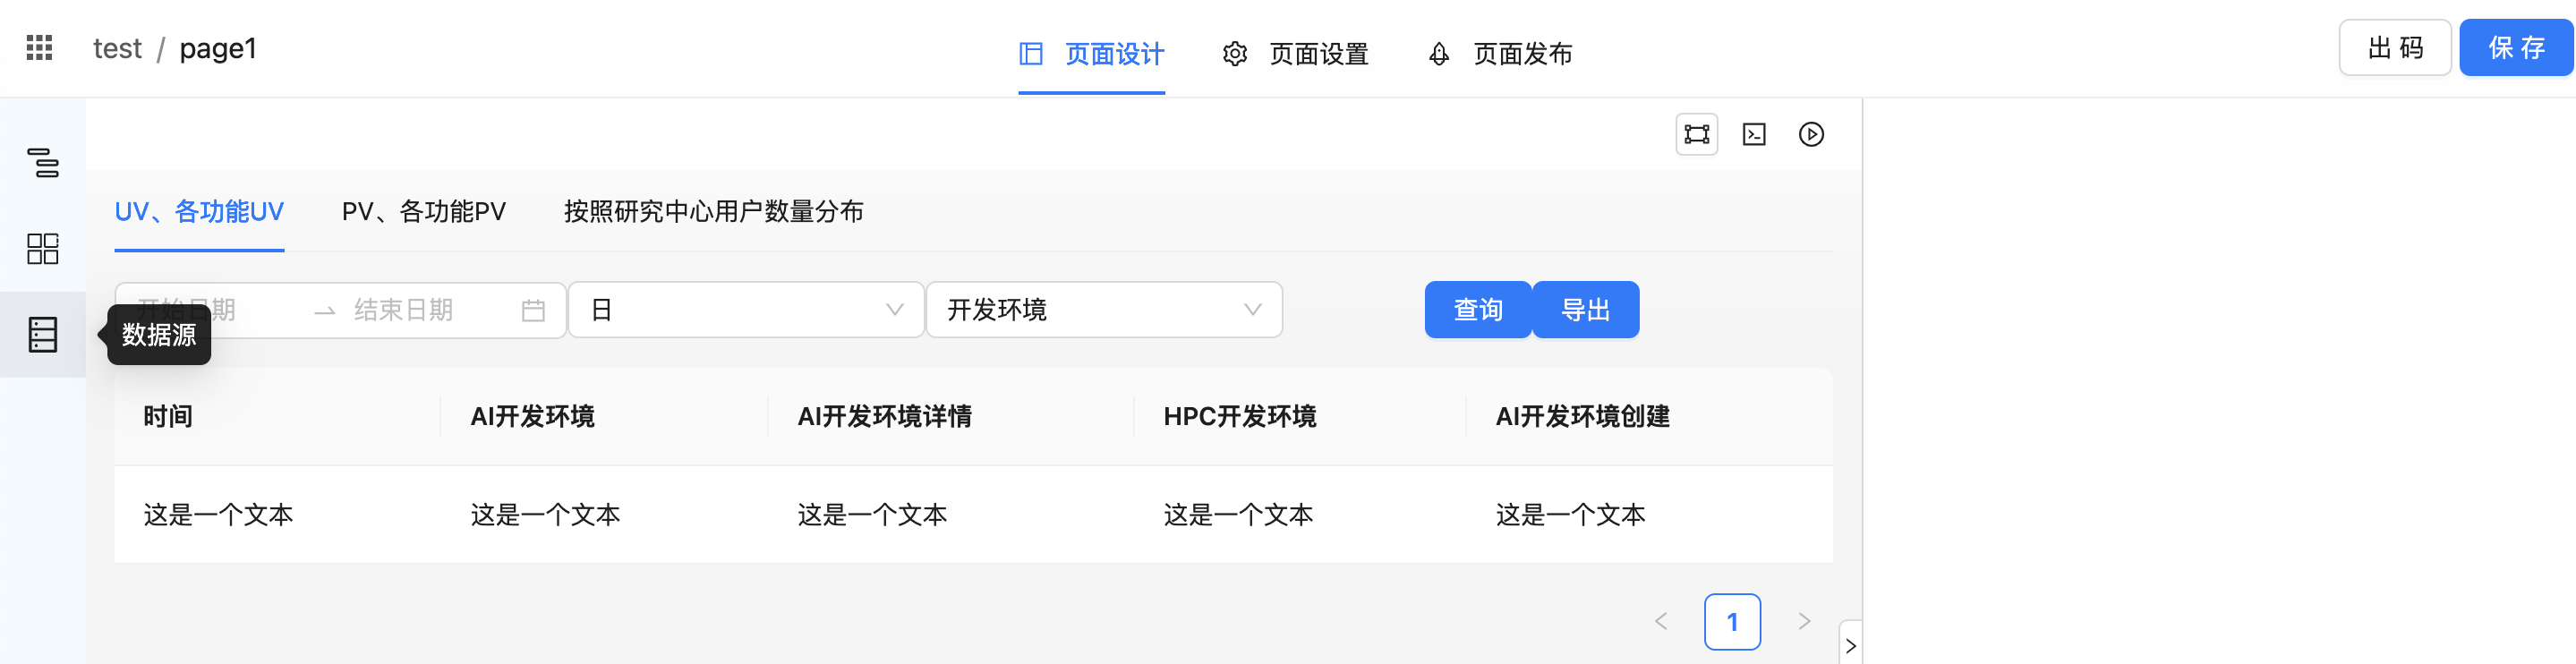 test / page1
页面设计 页面设置 页面发布
出码 保存
UV、各功能UV PV、各功能PV 按照研究中心用户数量分布
开始日期 → 结束日期 日 开发环境 查询 导出
数据源
时间 AI开发环境 AI开发环境详情 HPC开发环境 AI开发环境创建
这是一个文本 这是一个文本 这是一个文本 这是一个文本 这是一个文本
< 1 >